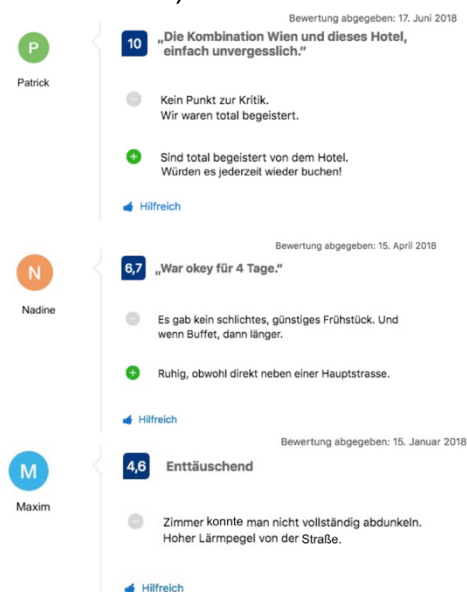 Bewertung abgegeben: 17. Juni 2018
P
Patrick
10
„Die Kombination Wien und dieses Hotel,
einfach unvergesslich.“
Kein Punkt zur Kritik.
Wir waren total begeistert.
Sind total begeistert von dem Hotel.
Würden es jederzeit wieder buchen!
Hilfreich
Bewertung abgegeben: 15. April 2018
N
Nadine
6,7
„War okey für 4 Tage.“
Es gab kein schlichtes, günstiges Frühstück. Und
wenn Buffet, dann länger.
Ruhig, obwohl direkt neben einer Hauptstrasse.
Hilfreich
Bewertung abgegeben: 15. Januar 2018
M
Maxim
4,6
Enttäuschend
Zimmer konnte man nicht vollständig abdunkeln.
Hoher Lärmpegel von der Straße.
Hilfreich